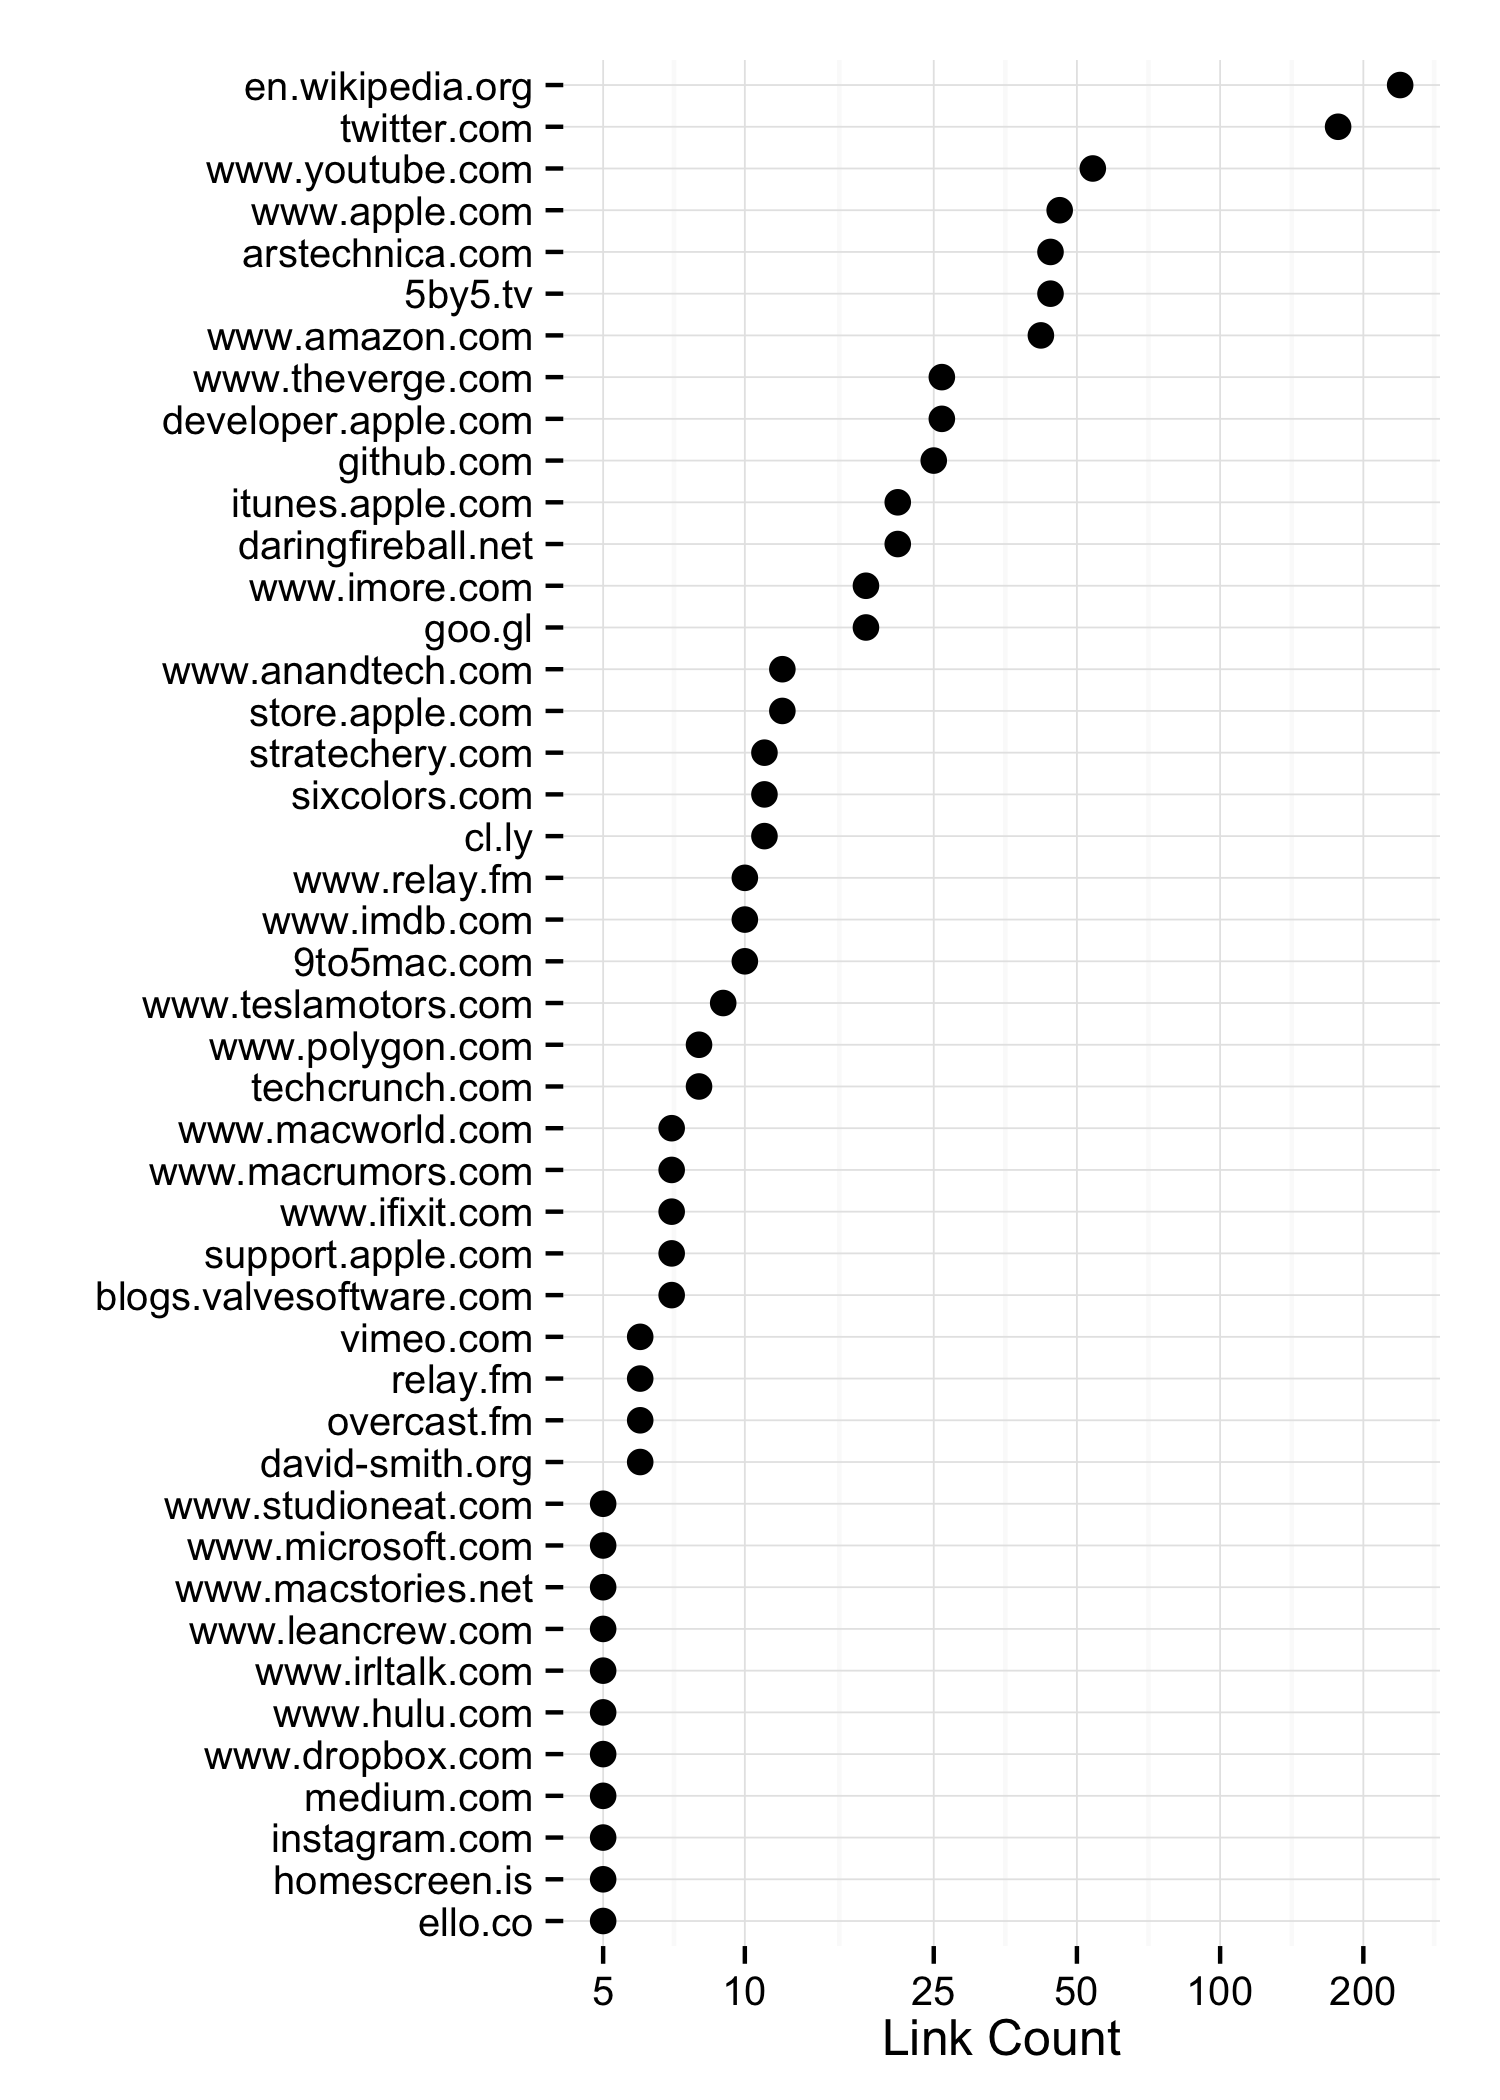 en.wikipedia.org
twitter.com
www.youtube.com
www.apple.com
arstechnica.com
5by5.tv
www.amazon.com
www.theverge.com
developer.apple.com
github.com
itunes.apple.com
daringfireball.net
www.imore.com
goo.gl
www.anandtech.com
store.apple.com
stratechery.com
sixcolors.com
cl.ly
www.relay.fm
www.imdb.com
9to5mac.com
www.teslamotors.com
www.polygon.com
techcrunch.com
www.macworld.com
www.macrumors.com
www.ifixit.com
support.apple.com
blogs.valvesoftware.com
vimeo.com
relay.fm
overcast.fm
david-smith.org
www.studioneat.com
www.microsoft.com
www.macstories.net
www.leancrew.com
www.irltalk.com
www.hulu.com
www.dropbox.com
medium.com
instagram.com
homescreen.is
ello.co
5 10 25 50 100 200
Link Count